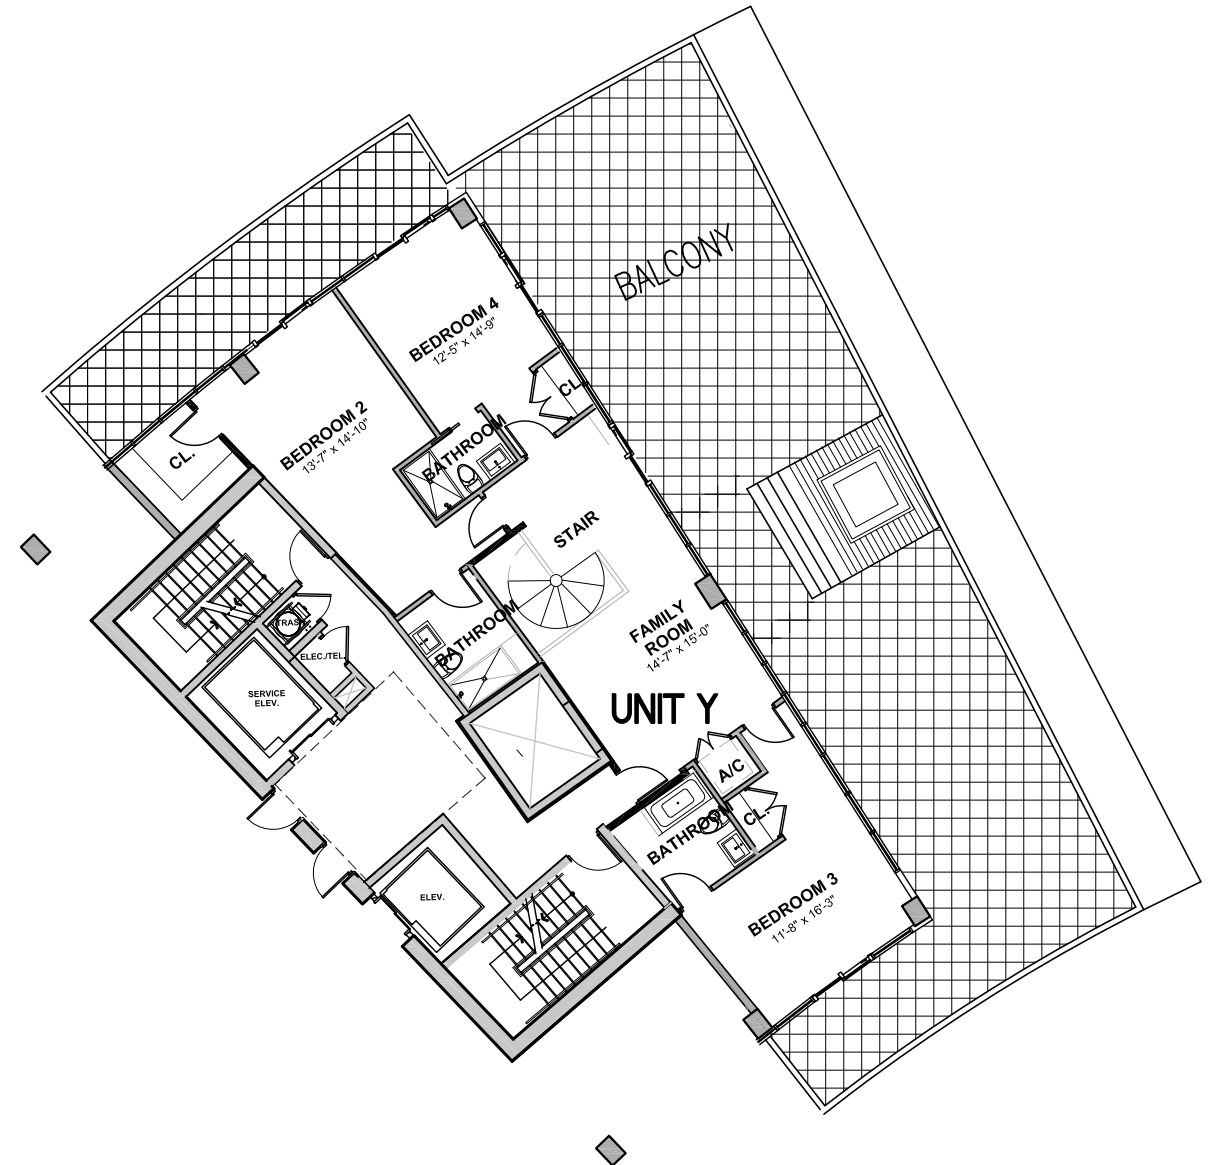 BALCONY
BEDROOM 4
12'-5" x 14'-9"
CL.
BEDROOM 2
13'-7" x 14'-10"
BATHROOM
CL.
STAIR
TRASH
FAMILY
ROOM
14'-7" x 15'-0"
BATHROOM
ELEC./TEL.
SERVICE
ELEV.
UNIT Y
A/C
CL.
BATHROOM
ELEV.
BEDROOM 3
11'-8" x 16'-3"